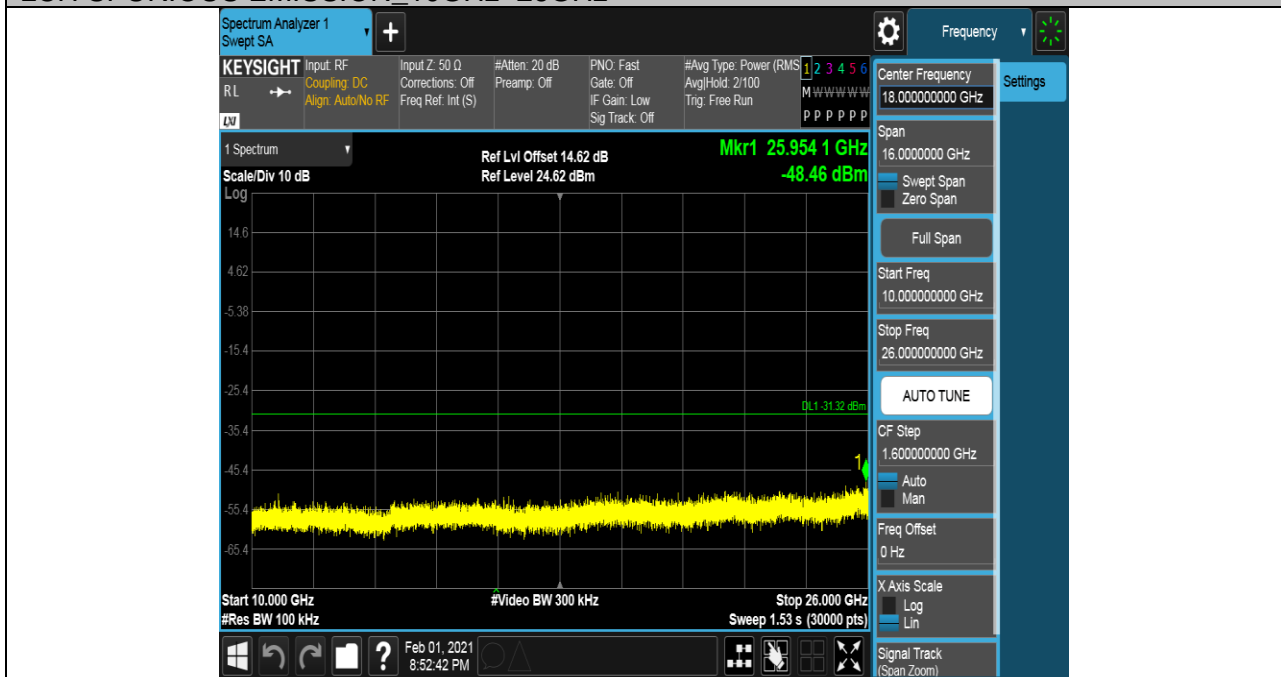 Spectrum Analyzer 1
Swept SA
+
Frequency
KEYSIGHT
RL
LXI
Input: RF
Coupling: DC
Align: Auto/No RF
Input Z: 50 Ω
Corrections: Off
Freq Ref: Int (S)
#Atten: 20 dB
Preamp: Off
PNO: Fast
Gate: Off
IF Gain: Low
Sig Track: Off
#Avg Type: Power (RMS
Avg|Hold: 2/100
Trig: Free Run
1 2 3 4 5 6
M W W W W W
P P P P P P
Center Frequency
18.000000000 GHz
Settings
Span
16.0000000 GHz
Swept Span
Zero Span
Full Span
Start Freq
10.000000000 GHz
Stop Freq
26.000000000 GHz
AUTO TUNE
CF Step
1.600000000 GHz
Auto
Man
Freq Offset
0 Hz
X Axis Scale
Log
Lin
Signal Track
(Span Zoom)
1 Spectrum
Scale/Div 10 dB
Log
Ref Lvl Offset 14.62 dB
Ref Level 24.62 dBm
Mkr1 25.954 1 GHz
-48.46 dBm
14.6
4.62
-5.38
-15.4
-25.4
DL1 -31.32 dBm
-35.4
1
-45.4
-55.4
-65.4
Start 10.000 GHz
#Video BW 300 kHz
Stop 26.000 GHz
#Res BW 100 kHz
Sweep 1.53 s (30000 pts)
?
Feb 01, 2021
8:52:42 PM